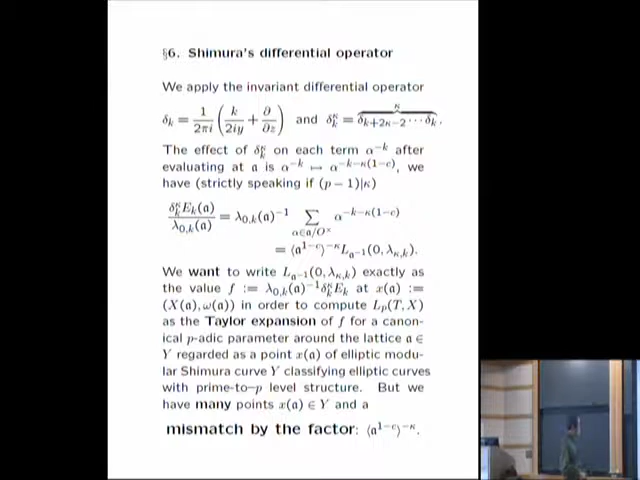 §6. Shimura's differential operator
We apply the invariant differential operator
δ_k = 1/(2πi) ( k/(2iy) + ∂/∂z ) and δ_k^κ = δ_{k+2κ−2} ⋯ δ_k (overbrace: κ).
The effect of δ_k^κ on each term α^{−k} after
evaluating at 𝔞 is α^{−k} ↦ α^{−k−κ(1−c)}, we
have (strictly speaking if (p − 1)|κ)
δ_k^κ E_k(𝔞) / λ_{0,k}(𝔞) = λ_{0,k}(𝔞)^{−1} ∑_{α∈𝔞/O^×} α^{−k−κ(1−c)}
= ⟨𝔞^{1−c}⟩^{−κ} L_{𝔞^{−1}}(0, λ_{κ,k}).
We want to write L_{𝔞^{−1}}(0, λ_{κ,k}) exactly as
the value f := λ_{0,k}(𝔞)^{−1} δ_k^κ E_k at x(𝔞) :=
(X(𝔞), ω(𝔞)) in order to compute L_p(T, X)
as the Taylor expansion of f for a canon-
ical p-adic parameter around the lattice 𝔞 ∈
Y regarded as a point x(𝔞) of elliptic modu-
lar Shimura curve Y classifying elliptic curves
with prime-to-p level structure. But we
have many points x(𝔞) ∈ Y and a
mismatch by the factor: ⟨𝔞^{1−c}⟩^{−κ}.